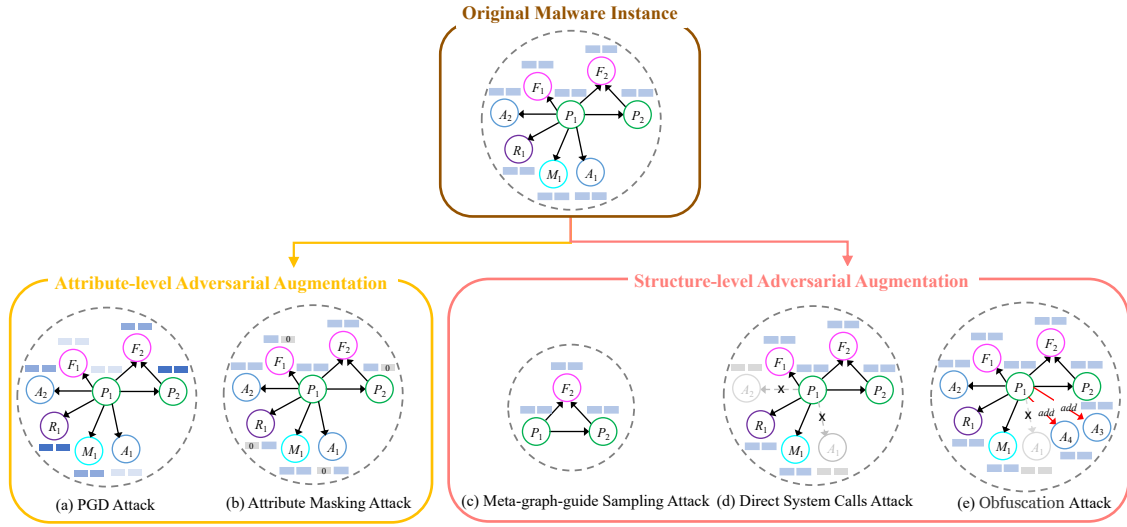 Original Malware Instance
F2
F1
A2
P1
P2
R1
M1
A1
Attribute-level Adversarial Augmentation
Structure-level Adversarial Augmentation
F2
F1
A2
P1
P2
R1
M1
A1
0
F2
F1
0
A2
P1
P2
R1
0
M1
A1
0
F2
P1
P2
F2
F1
A2
X
P1
P2
X
R1
M1
A1
F2
F1
A2
P1
P2
R1
X
add
add
M1
A1
A4
A3
(a) PGD Attack
(b) Attribute Masking Attack
(c) Meta-graph-guide Sampling Attack
(d) Direct System Calls Attack
(e) Obfuscation Attack